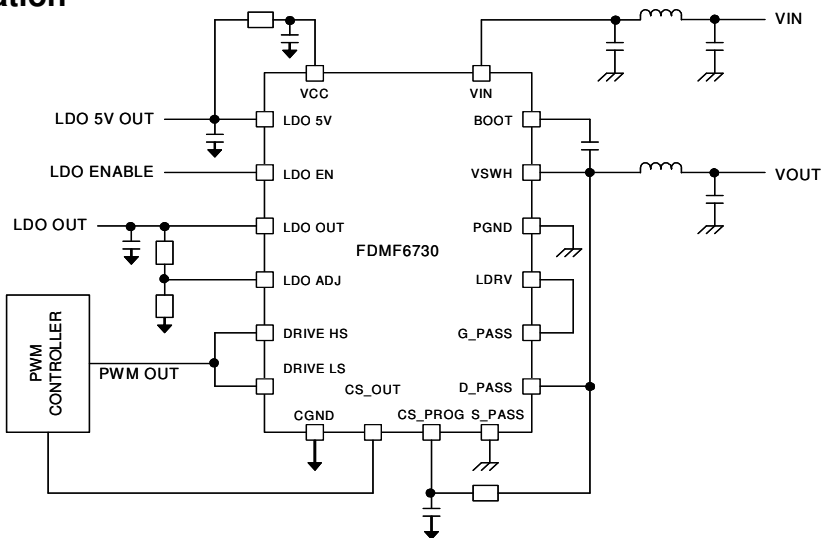 VIN
VCC
VIN
LDO 5V OUT
LDO 5V
BOOT
LDO ENABLE
LDO EN
VSWH
VOUT
LDO OUT
LDO OUT
PGND
FDMF6730
LDO ADJ
LDRV
PWM
CONTROLLER
DRIVE HS
G_PASS
PWM OUT
DRIVE LS
CS_OUT
D_PASS
CGND
CS_PROG
S_PASS